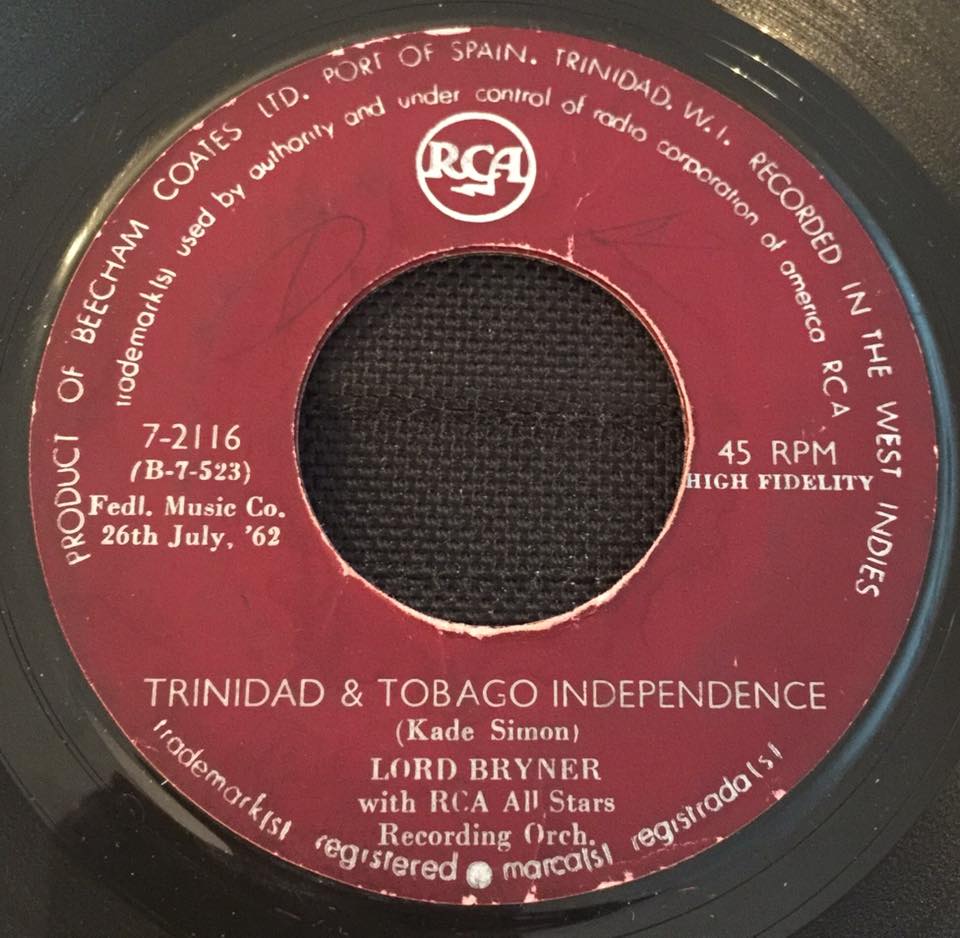 PRODUCT OF BEECHAM COATES LTD. PORT OF SPAIN. TRINIDAD. W.I. RECORDED IN THE WEST INDIES
trademark(s) used by authority and under control of radio corporation of america RCA
RCA
7-2116
(B-7-523)
Fedl. Music Co.
26th July, '62
45 RPM
HIGH FIDELITY
TRINIDAD & TOBAGO INDEPENDENCE
(Kade Simon)
LORD BRYNER
with RCA All Stars
Recording Orch.
trademark(s) registered • marca(s) registrada(s)